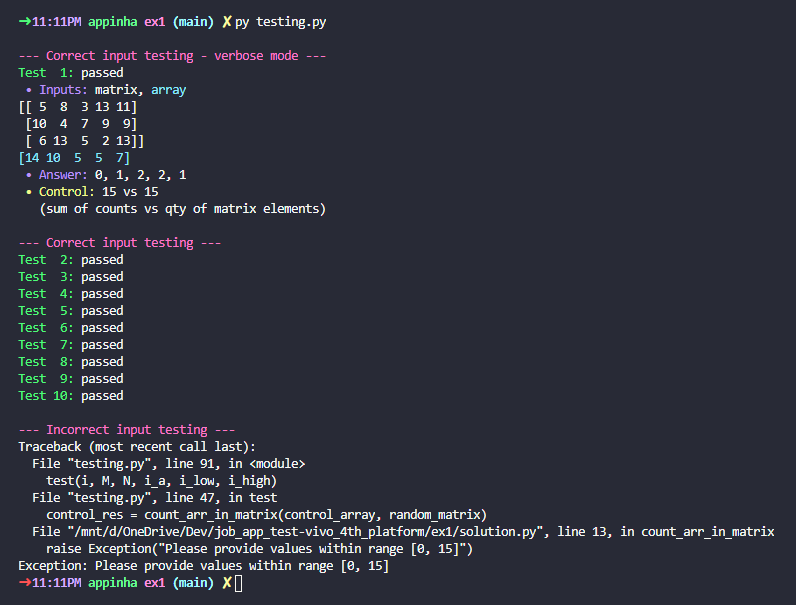 →11:11PM appinha ex1 (main) ✗py testing.py
--- Correct input testing - verbose mode ---
Test  1: passed
 • Inputs: matrix, array
[[ 5  8  3 13 11]
 [10  4  7  9  9]
 [ 6 13  5  2 13]]
[14 10  5  5  7]
 • Answer: 0, 1, 2, 2, 1
 • Control: 15 vs 15
   (sum of counts vs qty of matrix elements)
--- Correct input testing ---
Test  2: passed
Test  3: passed
Test  4: passed
Test  5: passed
Test  6: passed
Test  7: passed
Test  8: passed
Test  9: passed
Test 10: passed
--- Incorrect input testing ---
Traceback (most recent call last):
  File "testing.py", line 91, in <module>
    test(i, M, N, i_a, i_low, i_high)
  File "testing.py", line 47, in test
    control_res = count_arr_in_matrix(control_array, random_matrix)
  File "/mnt/d/OneDrive/Dev/job_app_test-vivo_4th_platform/ex1/solution.py", line 13, in count_arr_in_matrix
    raise Exception("Please provide values within range [0, 15]")
Exception: Please provide values within range [0, 15]
→11:11PM appinha ex1 (main) ✗